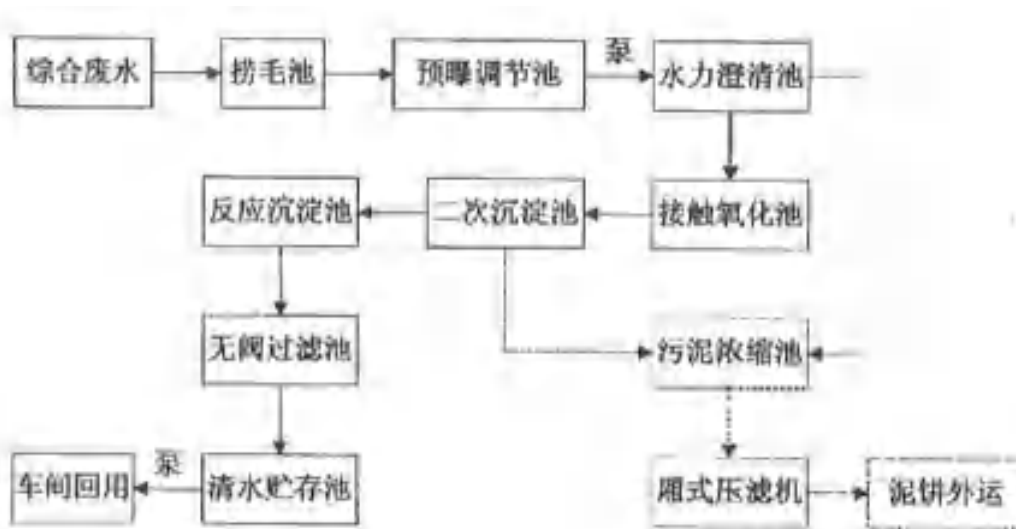 综合废水
捞毛池
预曝调节池
泵
水力澄清池
反应沉淀池
二次沉淀池
接触氧化池
无阀过滤池
污泥浓缩池
车间回用
泵
清水贮存池
厢式压滤机
泥饼外运